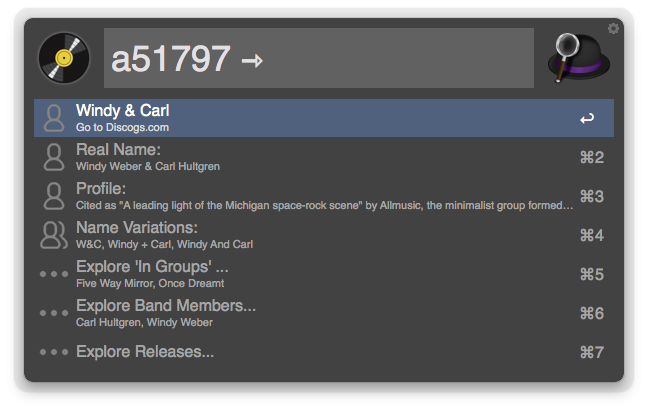 a51797 →
Windy & Carl
Go to Discogs.com
↩
Real Name:
Windy Weber & Carl Hultgren
⌘2
Profile:
Cited as "A leading light of the Michigan space-rock scene" by Allmusic, the minimalist group formed...
⌘3
Name Variations:
W&C, Windy + Carl, Windy And Carl
⌘4
Explore 'In Groups' ...
Five Way Mirror, Once Dreamt
⌘5
Explore Band Members...
Carl Hultgren, Windy Weber
⌘6
Explore Releases...
⌘7